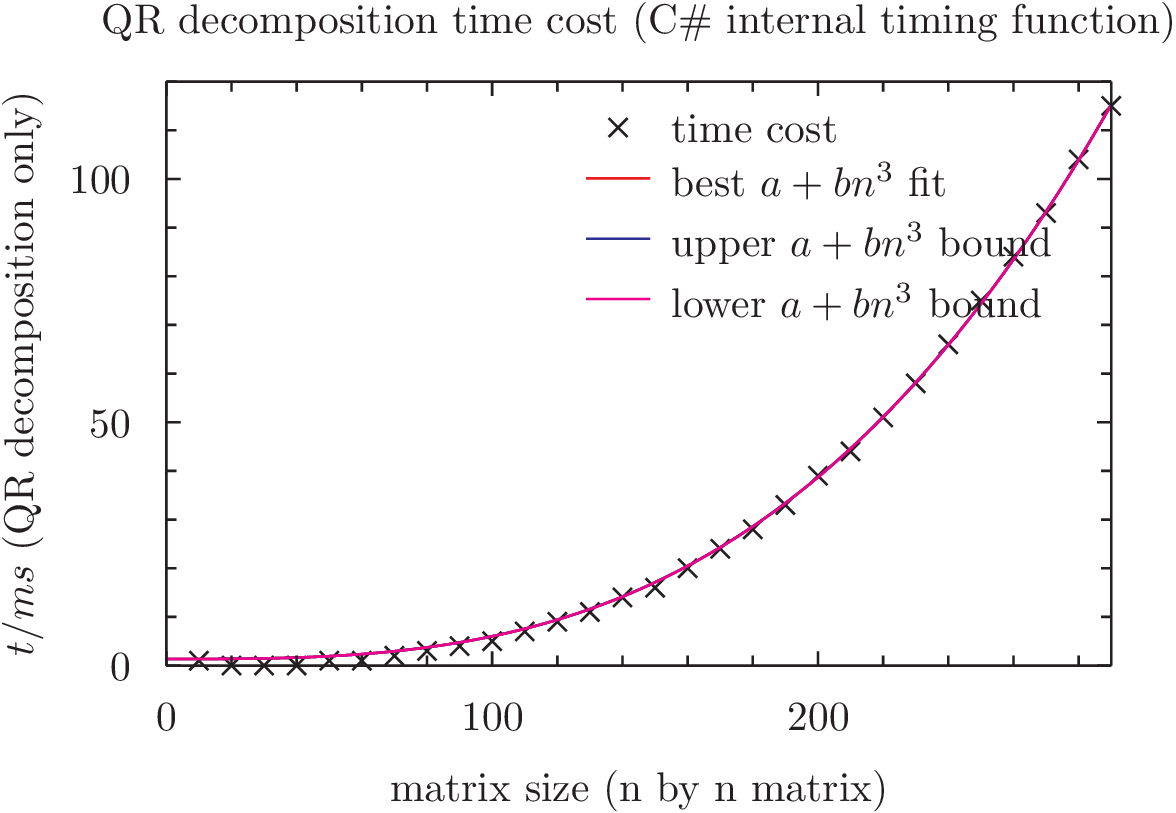 QR decomposition time cost (C# internal timing function)
t/ms (QR decomposition only)
100
50
0
time cost
best a + bn³ fit
upper a + bn³ bound
lower a + bn³ bound
0 100 200
matrix size (n by n matrix)